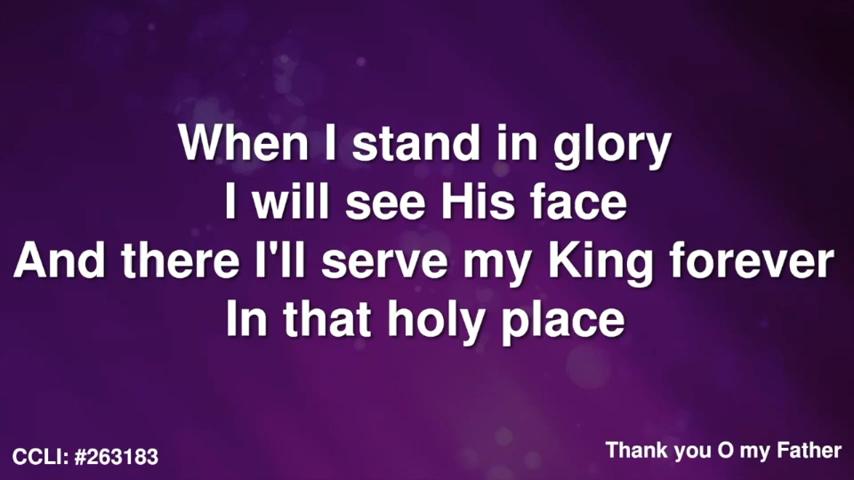 When I stand in glory
I will see His face
And there I'll serve my King forever
In that holy place
CCLI: #263183
Thank you O my Father